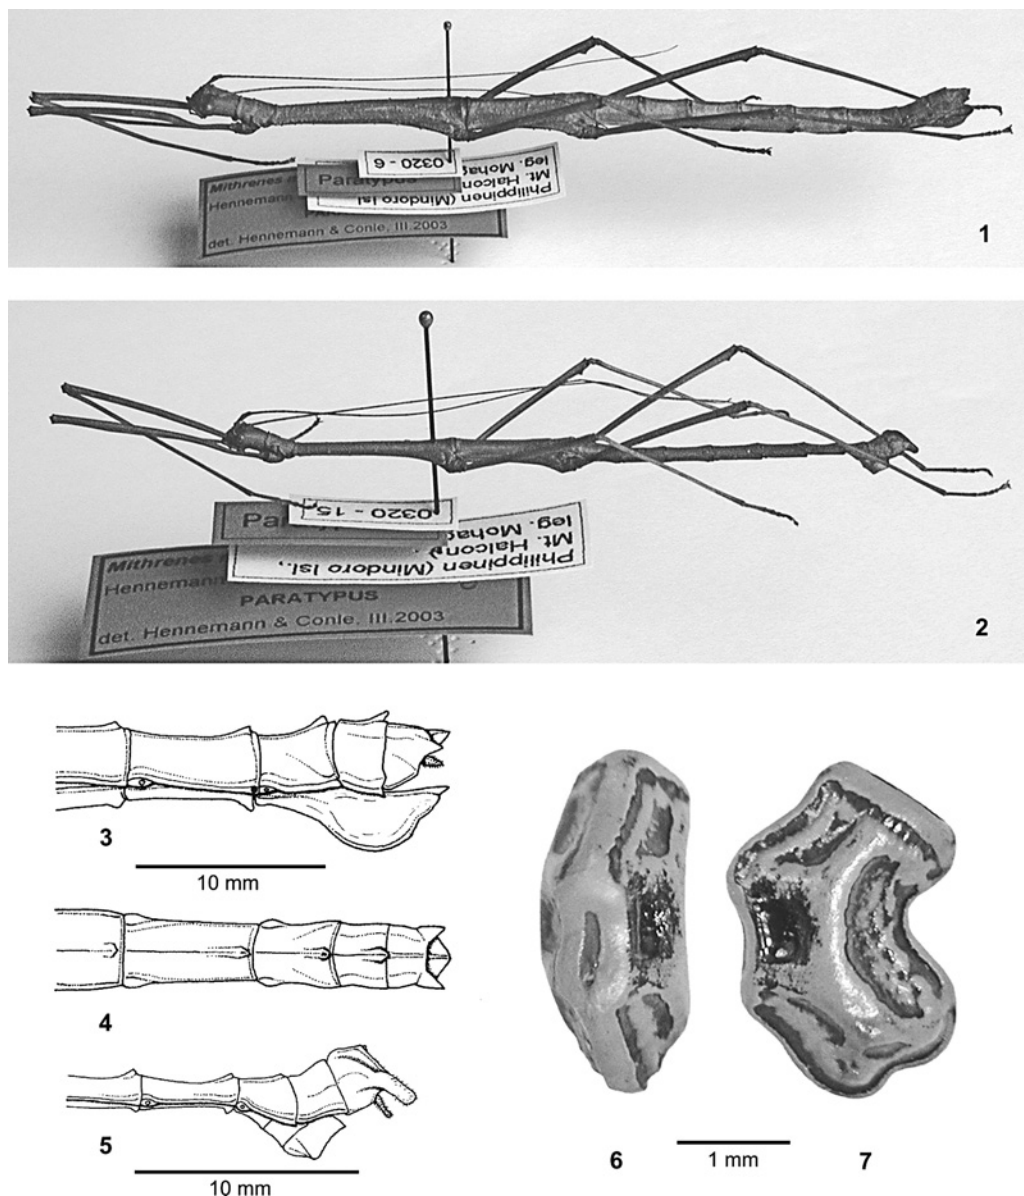 0320 - 6
Paratypus
Mithrenes
Hennemann
det. Hennemann & Conle, III.2003
Philippinen (Mindoro Isl
Mt. Halcon
leg. Moha
1
0320 - 15
Pa
Philippinen (Mindoro Isl.,
Mt. Halcon,
leg. Moha
Mithrenes
Hennemann
PARATYPUS
det. Hennemann & Conle, III.2003
2
3
10 mm
4
5
10 mm
6
1 mm
7